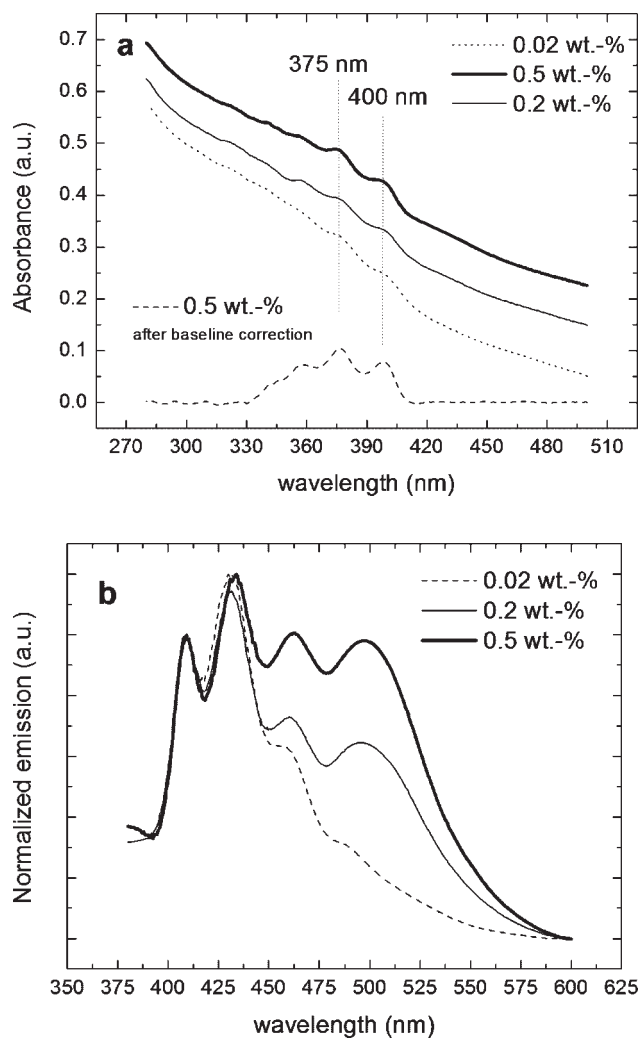 a
0.02 wt.-%
0.5 wt.-%
0.2 wt.-%
375 nm
400 nm
0.5 wt.-%
after baseline correction
Absorbance (a.u.)
0.7
0.6
0.5
0.4
0.3
0.2
0.1
0.0
270 300 330 360 390 420 450 480 510
wavelength (nm)
b
0.02 wt.-%
0.2 wt.-%
0.5 wt.-%
Normalized emission (a.u.)
350 375 400 425 450 475 500 525 550 575 600 625
wavelength (nm)